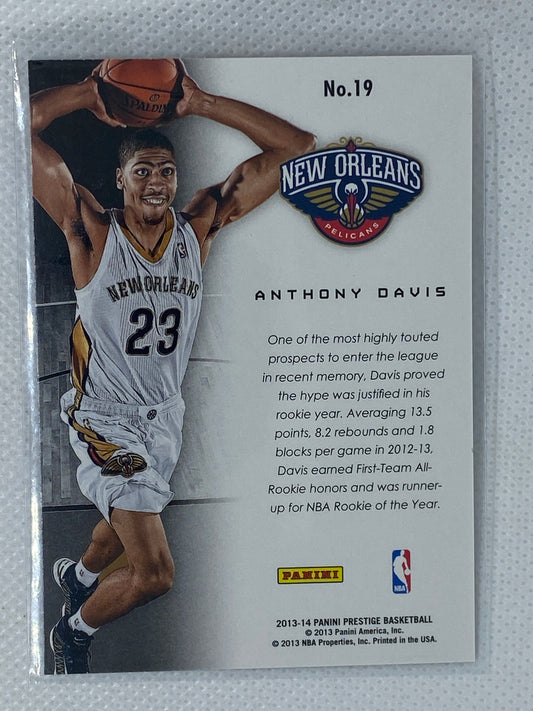 No.19
SPALDING
NEW ORLEANS
PELICANS
NEW ORLEANS
23
ANTHONY DAVIS
One of the most highly touted
prospects to enter the league
in recent memory, Davis proved
the hype was justified in his
rookie year. Averaging 13.5
points, 8.2 rebounds and 1.8
blocks per game in 2012-13,
Davis earned First-Team All-
Rookie honors and was runner-
up for NBA Rookie of the Year.
PANINI
NBA
2013-14 PANINI PRESTIGE BASKETBALL
© 2013 Panini America, Inc.
© 2013 NBA Properties, Inc. Printed in the USA.